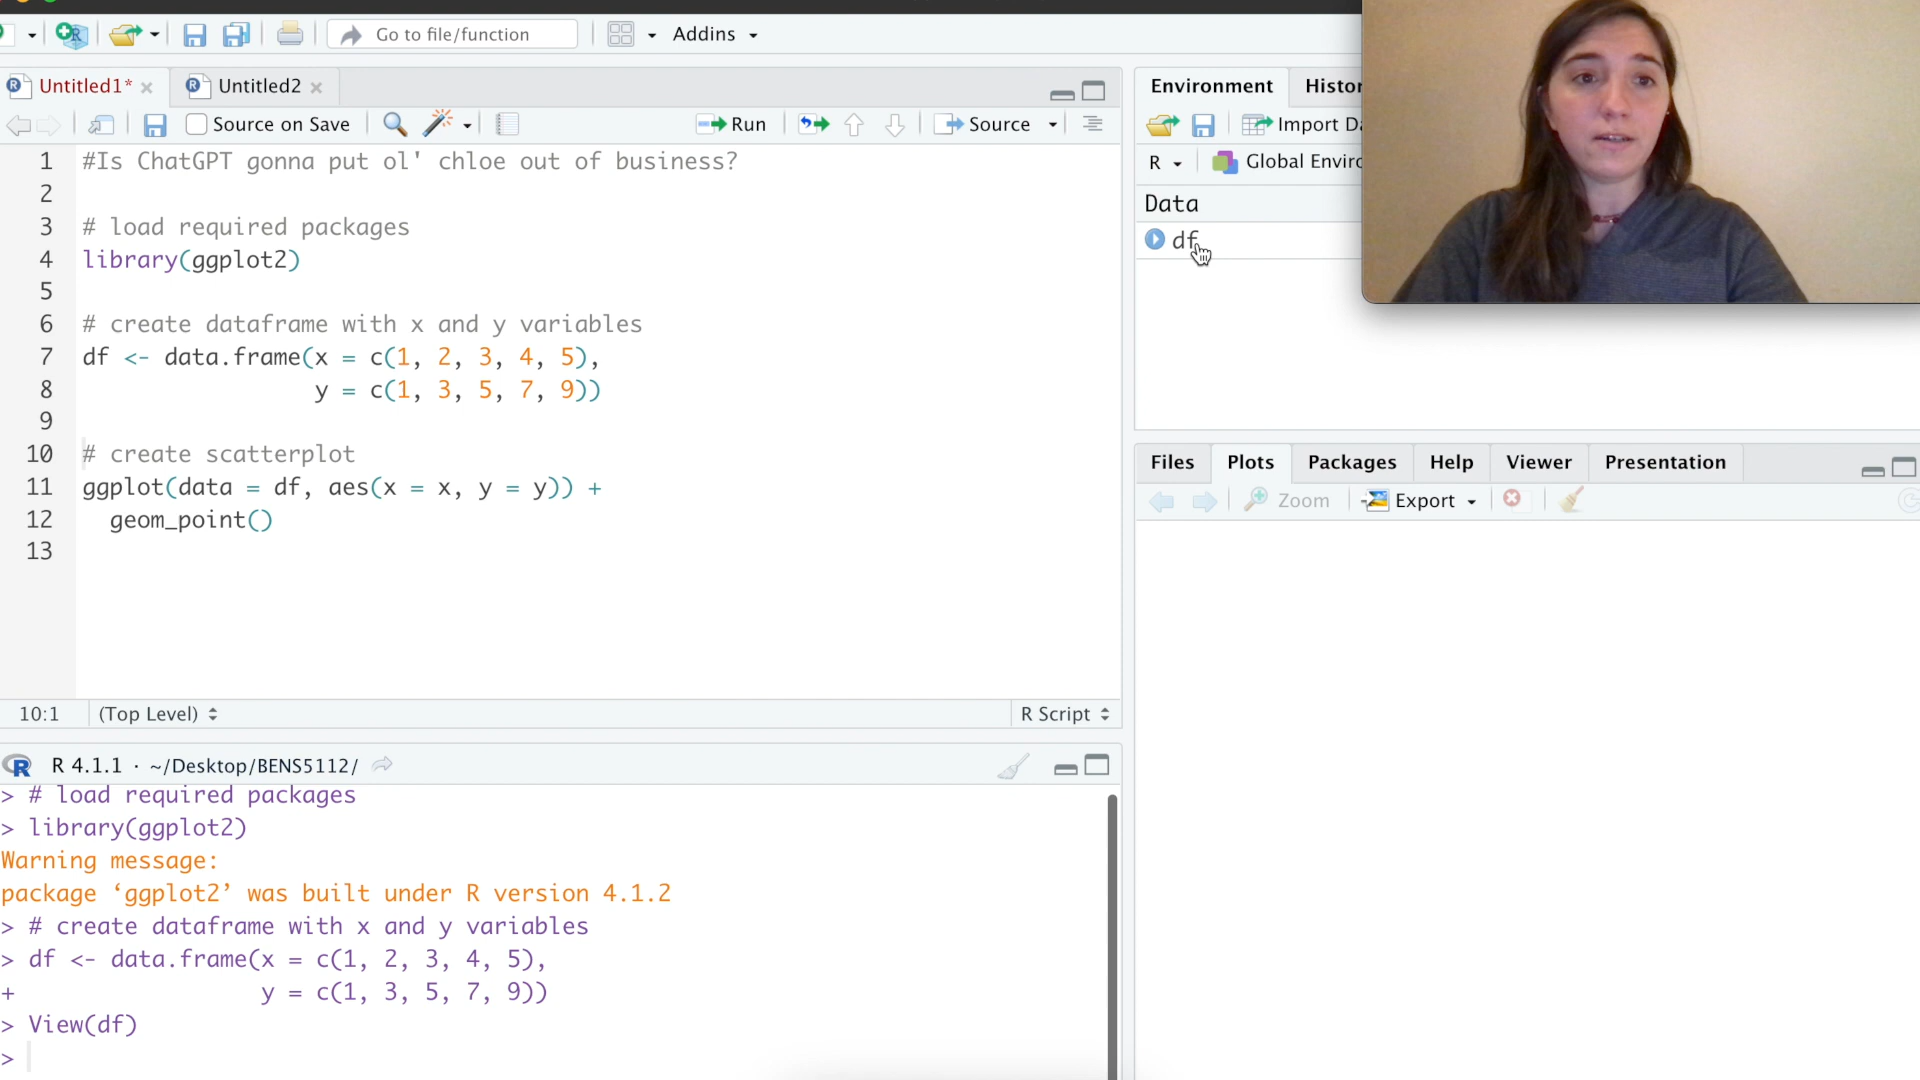 Go to file/function
Addins
Untitled1*
Untitled2
Source on Save
Run
Source
1 #Is ChatGPT gonna put ol' chloe out of business?
2
3 # load required packages
4 library(ggplot2)
5
6 # create dataframe with x and y variables
7 df <- data.frame(x = c(1, 2, 3, 4, 5),
8 y = c(1, 3, 5, 7, 9))
9
10 # create scatterplot
11 ggplot(data = df, aes(x = x, y = y)) +
12 geom_point()
13
10:1 (Top Level) R Script
R 4.1.1 · ~/Desktop/BENS5112/
> # load required packages
> library(ggplot2)
Warning message:
package ‘ggplot2’ was built under R version 4.1.2
> # create dataframe with x and y variables
> df <- data.frame(x = c(1, 2, 3, 4, 5),
+ y = c(1, 3, 5, 7, 9))
> View(df)
>
Environment
R
Data
df
Files Plots Packages Help Viewer Presentation
Zoom Export